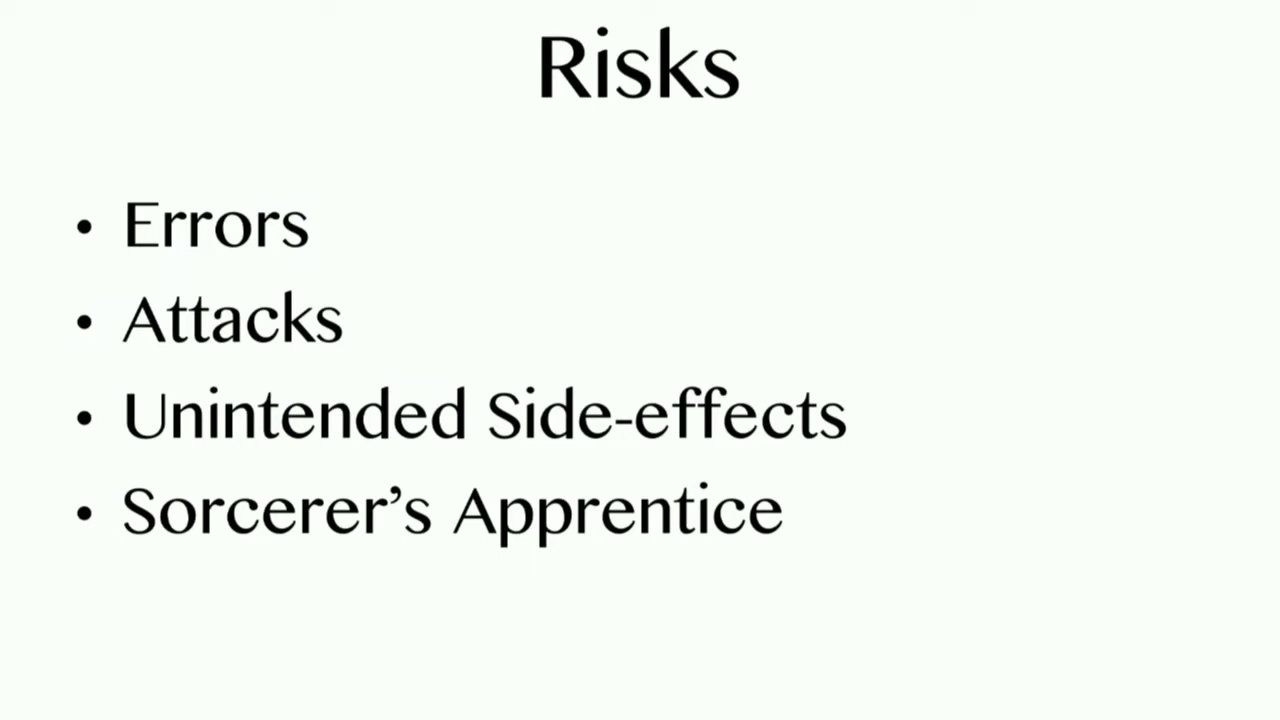 Risks
• Errors
• Attacks
• Unintended Side-effects
• Sorcerer’s Apprentice